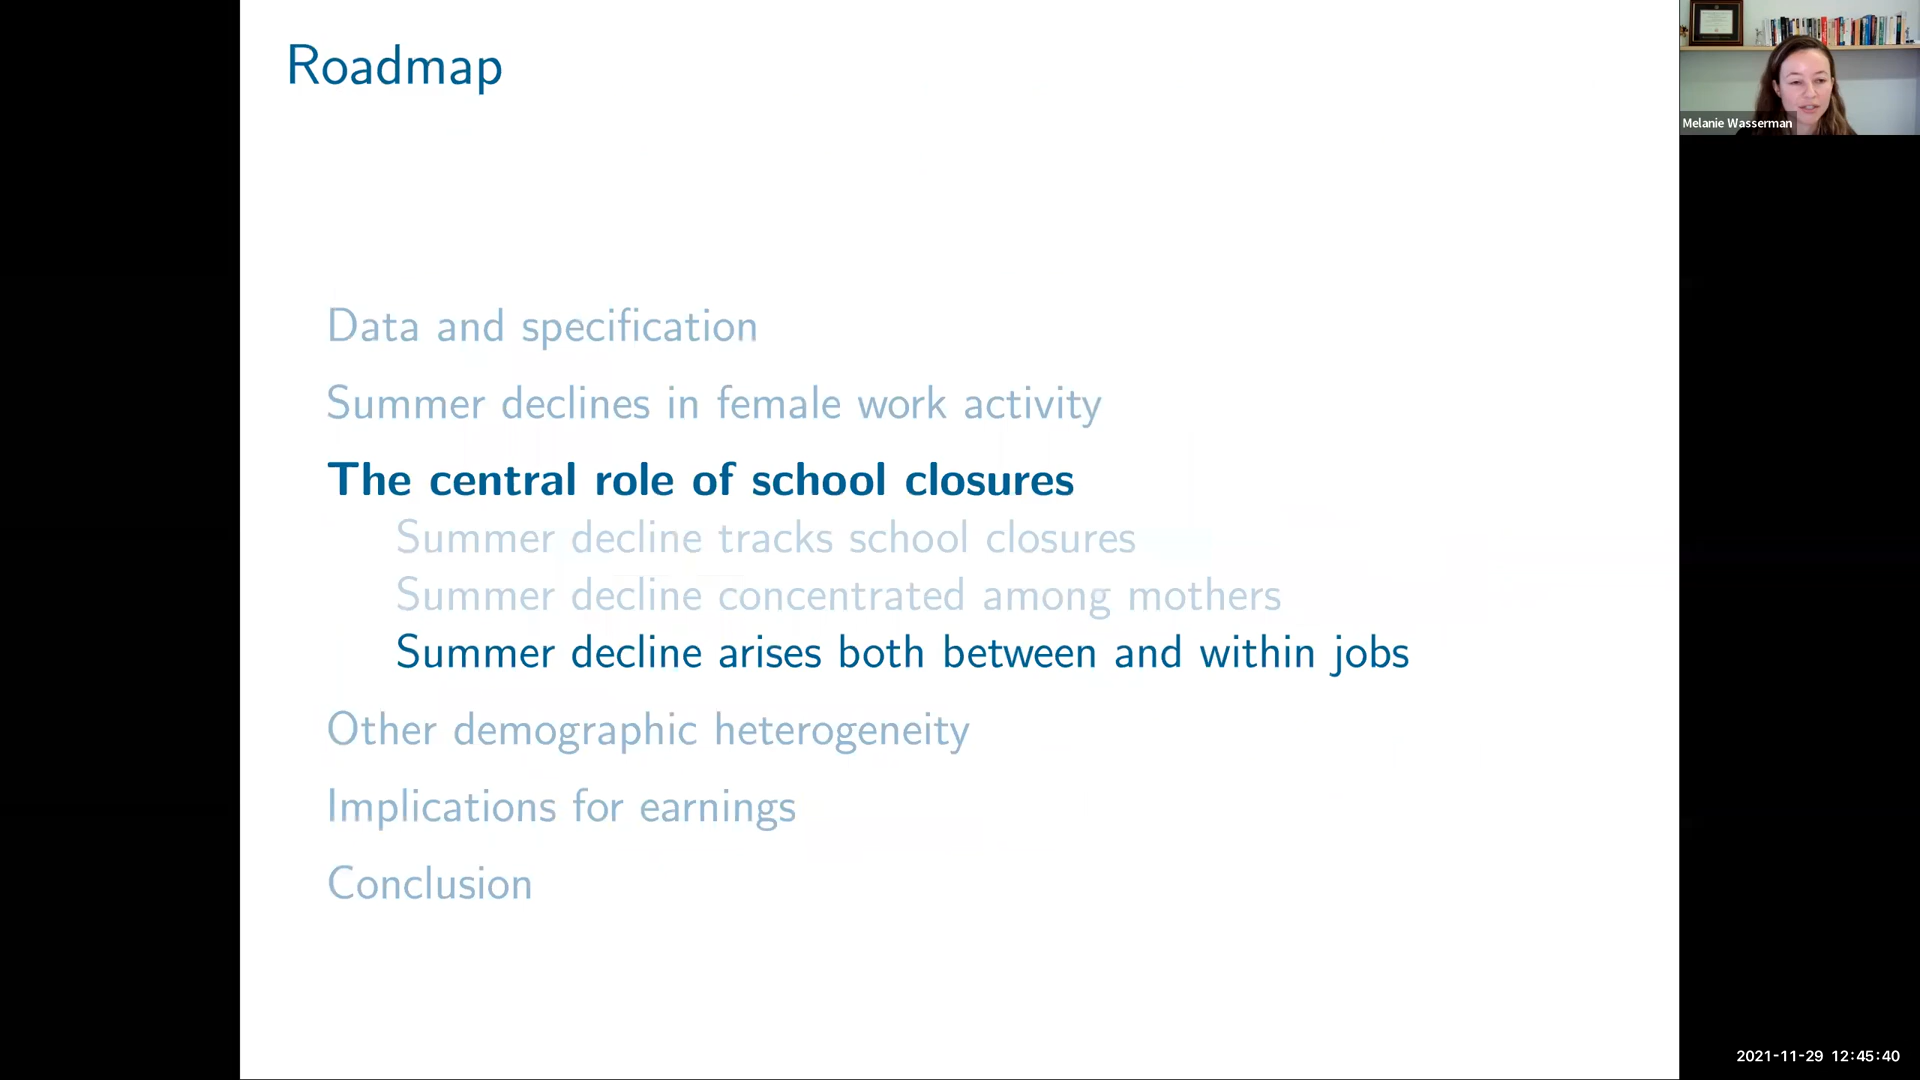 Roadmap
Melanie Wasserman
Data and specification
Summer declines in female work activity
The central role of school closures
Summer decline tracks school closures
Summer decline concentrated among mothers
Summer decline arises both between and within jobs
Other demographic heterogeneity
Implications for earnings
Conclusion
2021-11-29 12:45:40